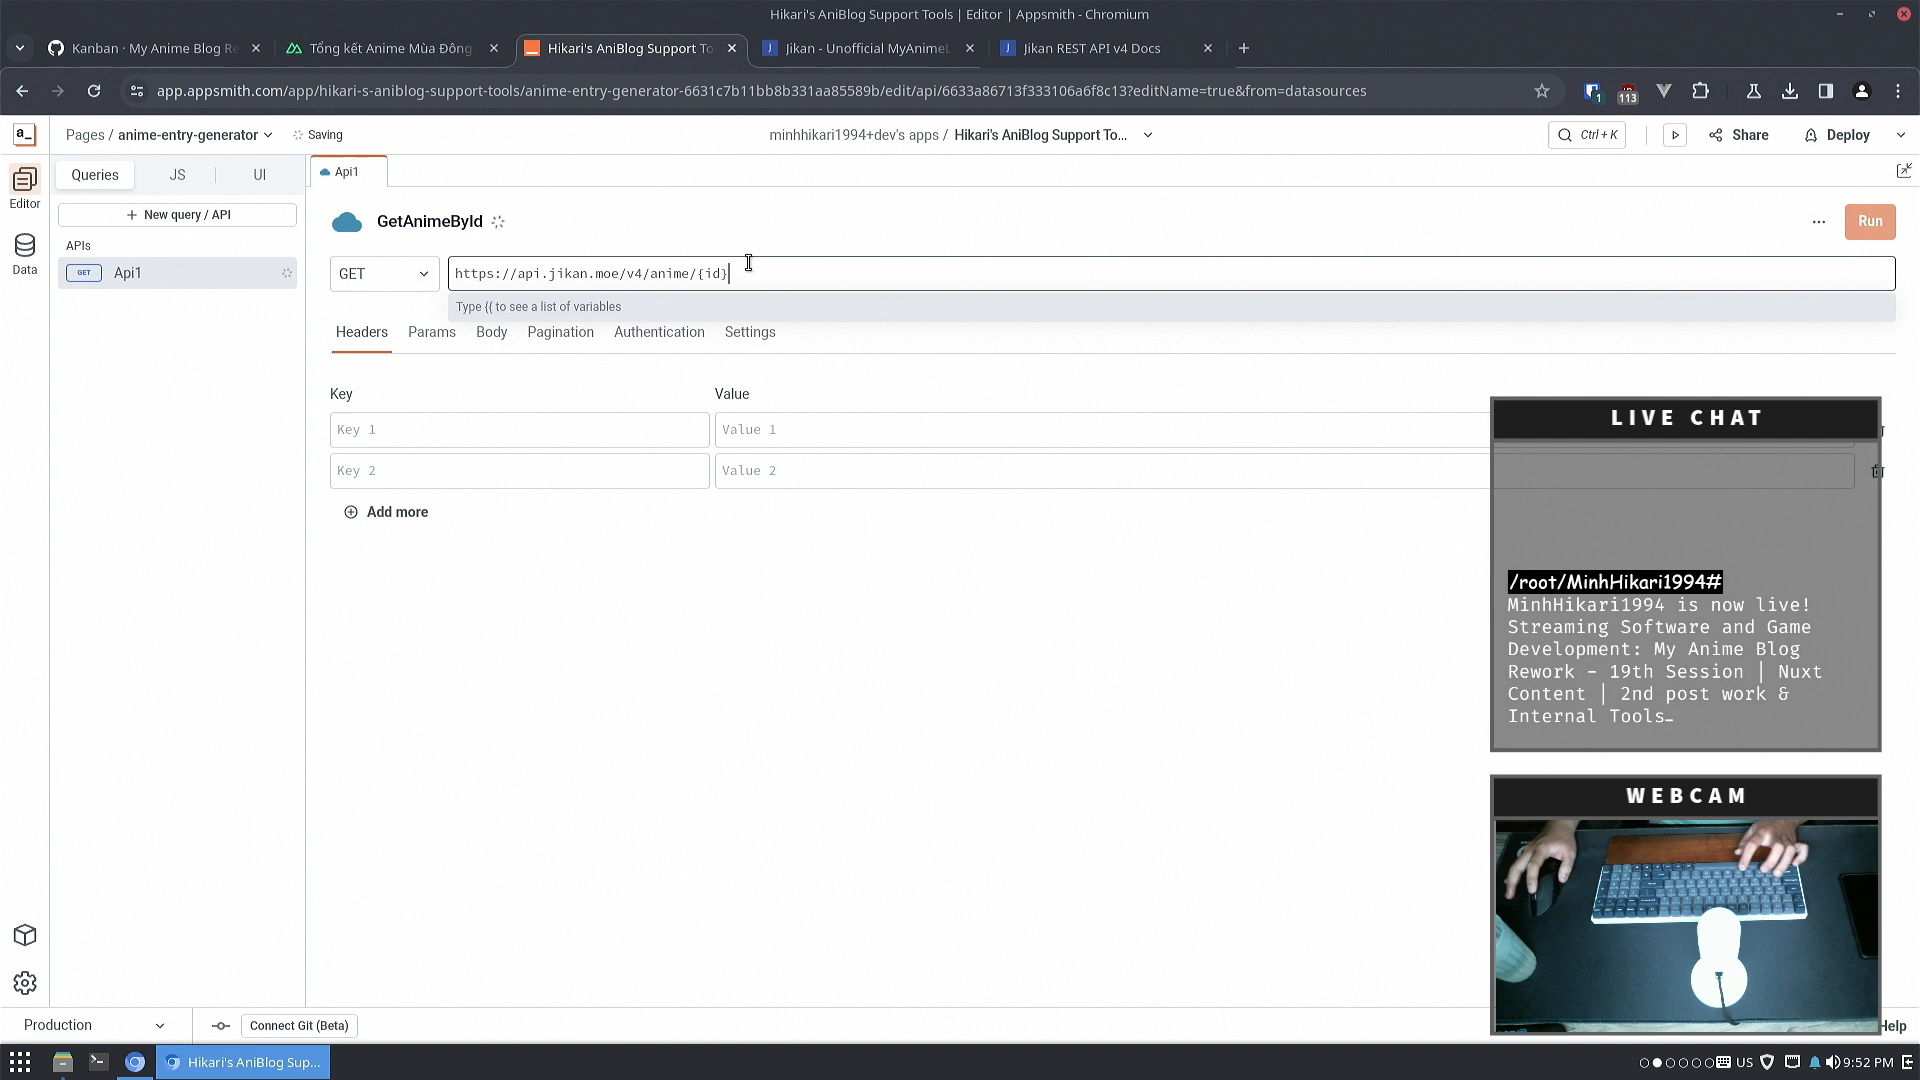 Hikari's AniBlog Support Tools | Editor | Appsmith - Chromium
Kanban · My Anime Blog Re
Tổng kết Anime Mùa Đông
Hikari's AniBlog Support To
Jikan - Unofficial MyAnimeL
Jikan REST API v4 Docs
app.appsmith.com/app/hikari-s-aniblog-support-tools/anime-entry-generator-6631c7b11bb8b331aa85589b/edit/api/6633a86713f333106a6f8c13?editName=true&from=datasources
1
113
a_
Pages / anime-entry-generator
Saving
minhhikari1994+dev's apps / Hikari's AniBlog Support To...
Ctrl + K
Share
Deploy
Editor
Data
Queries
JS
UI
New query / API
APIs
GET
Api1
Api1
GetAnimeById
Run
GET
https://api.jikan.moe/v4/anime/{id}
Type {{ to see a list of variables
Headers
Params
Body
Pagination
Authentication
Settings
Key
Value
Key 1
Value 1
Key 2
Value 2
Add more
LIVE CHAT
/root/MinhHikari1994#
MinhHikari1994 is now live!
Streaming Software and Game
Development: My Anime Blog
Rework - 19th Session | Nuxt
Content | 2nd post work &
Internal Tools_
WEBCAM
Production
Connect Git (Beta)
Help
Hikari's AniBlog Sup...
US
9:52 PM